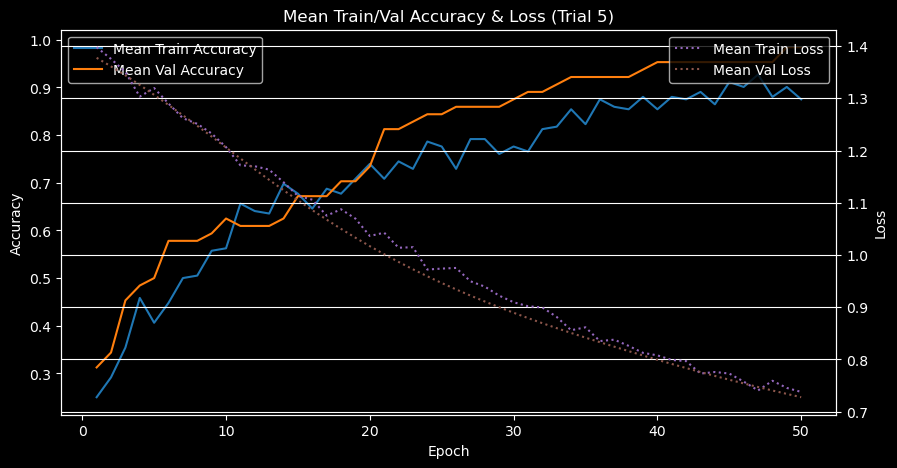 Mean Train/Val Accuracy & Loss (Trial 5)
Mean Train Accuracy
Mean Val Accuracy
Mean Train Loss
Mean Val Loss
Accuracy
1.0
0.9
0.8
0.7
0.6
0.5
0.4
0.3
Loss
1.4
1.3
1.2
1.1
1.0
0.9
0.8
0.7
0
10
20
30
40
50
Epoch